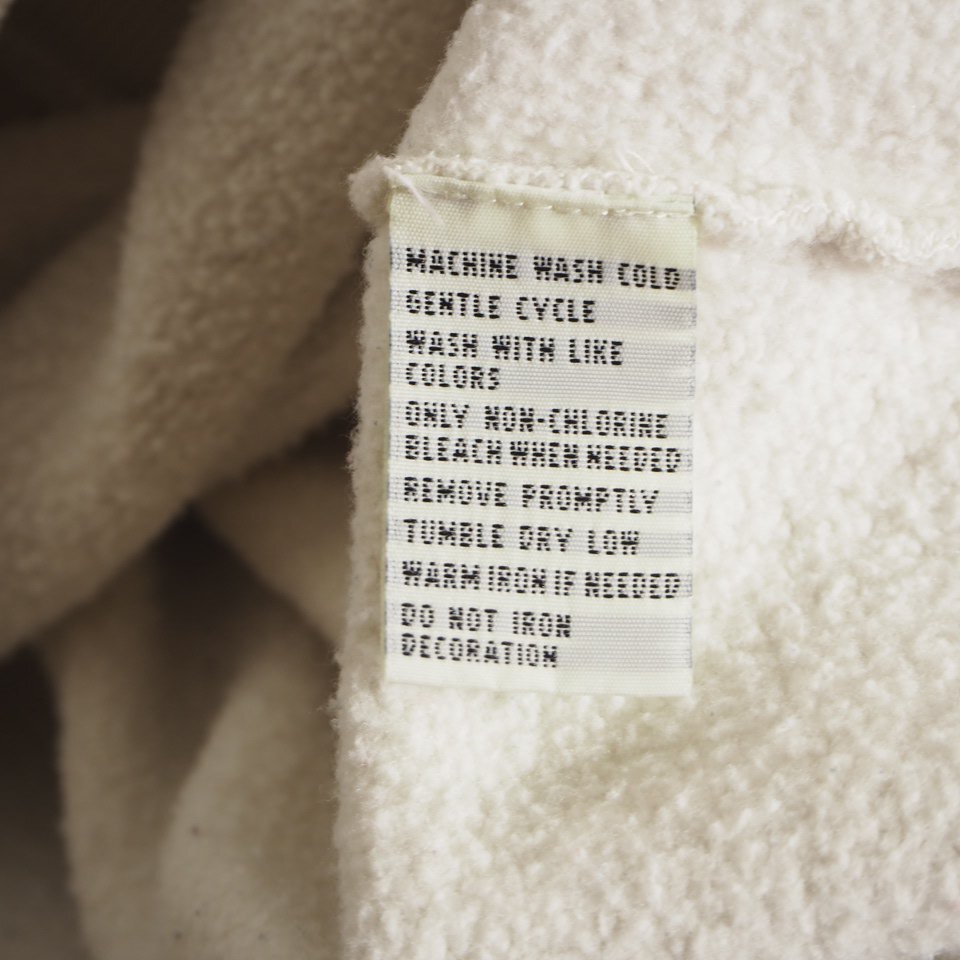 MACHINE WASH COLD
GENTLE CYCLE
WASH WITH LIKE
COLORS
ONLY NON-CHLORINE
BLEACH WHEN NEEDED
REMOVE PROMPTLY
TUMBLE DRY LOW
WARM IRON IF NEEDED
DO NOT IRON
DECORATION